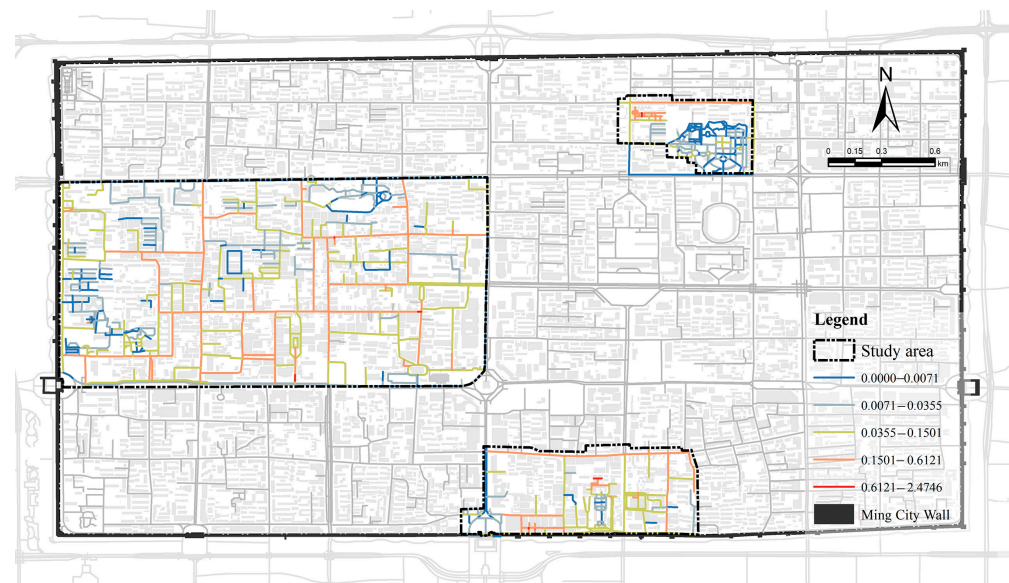 N
0 0.15 0.3 0.6
km
Legend
Study area
0.0000–0.0071
0.0071–0.0355
0.0355–0.1501
0.1501–0.6121
0.6121–2.4746
Ming City Wall